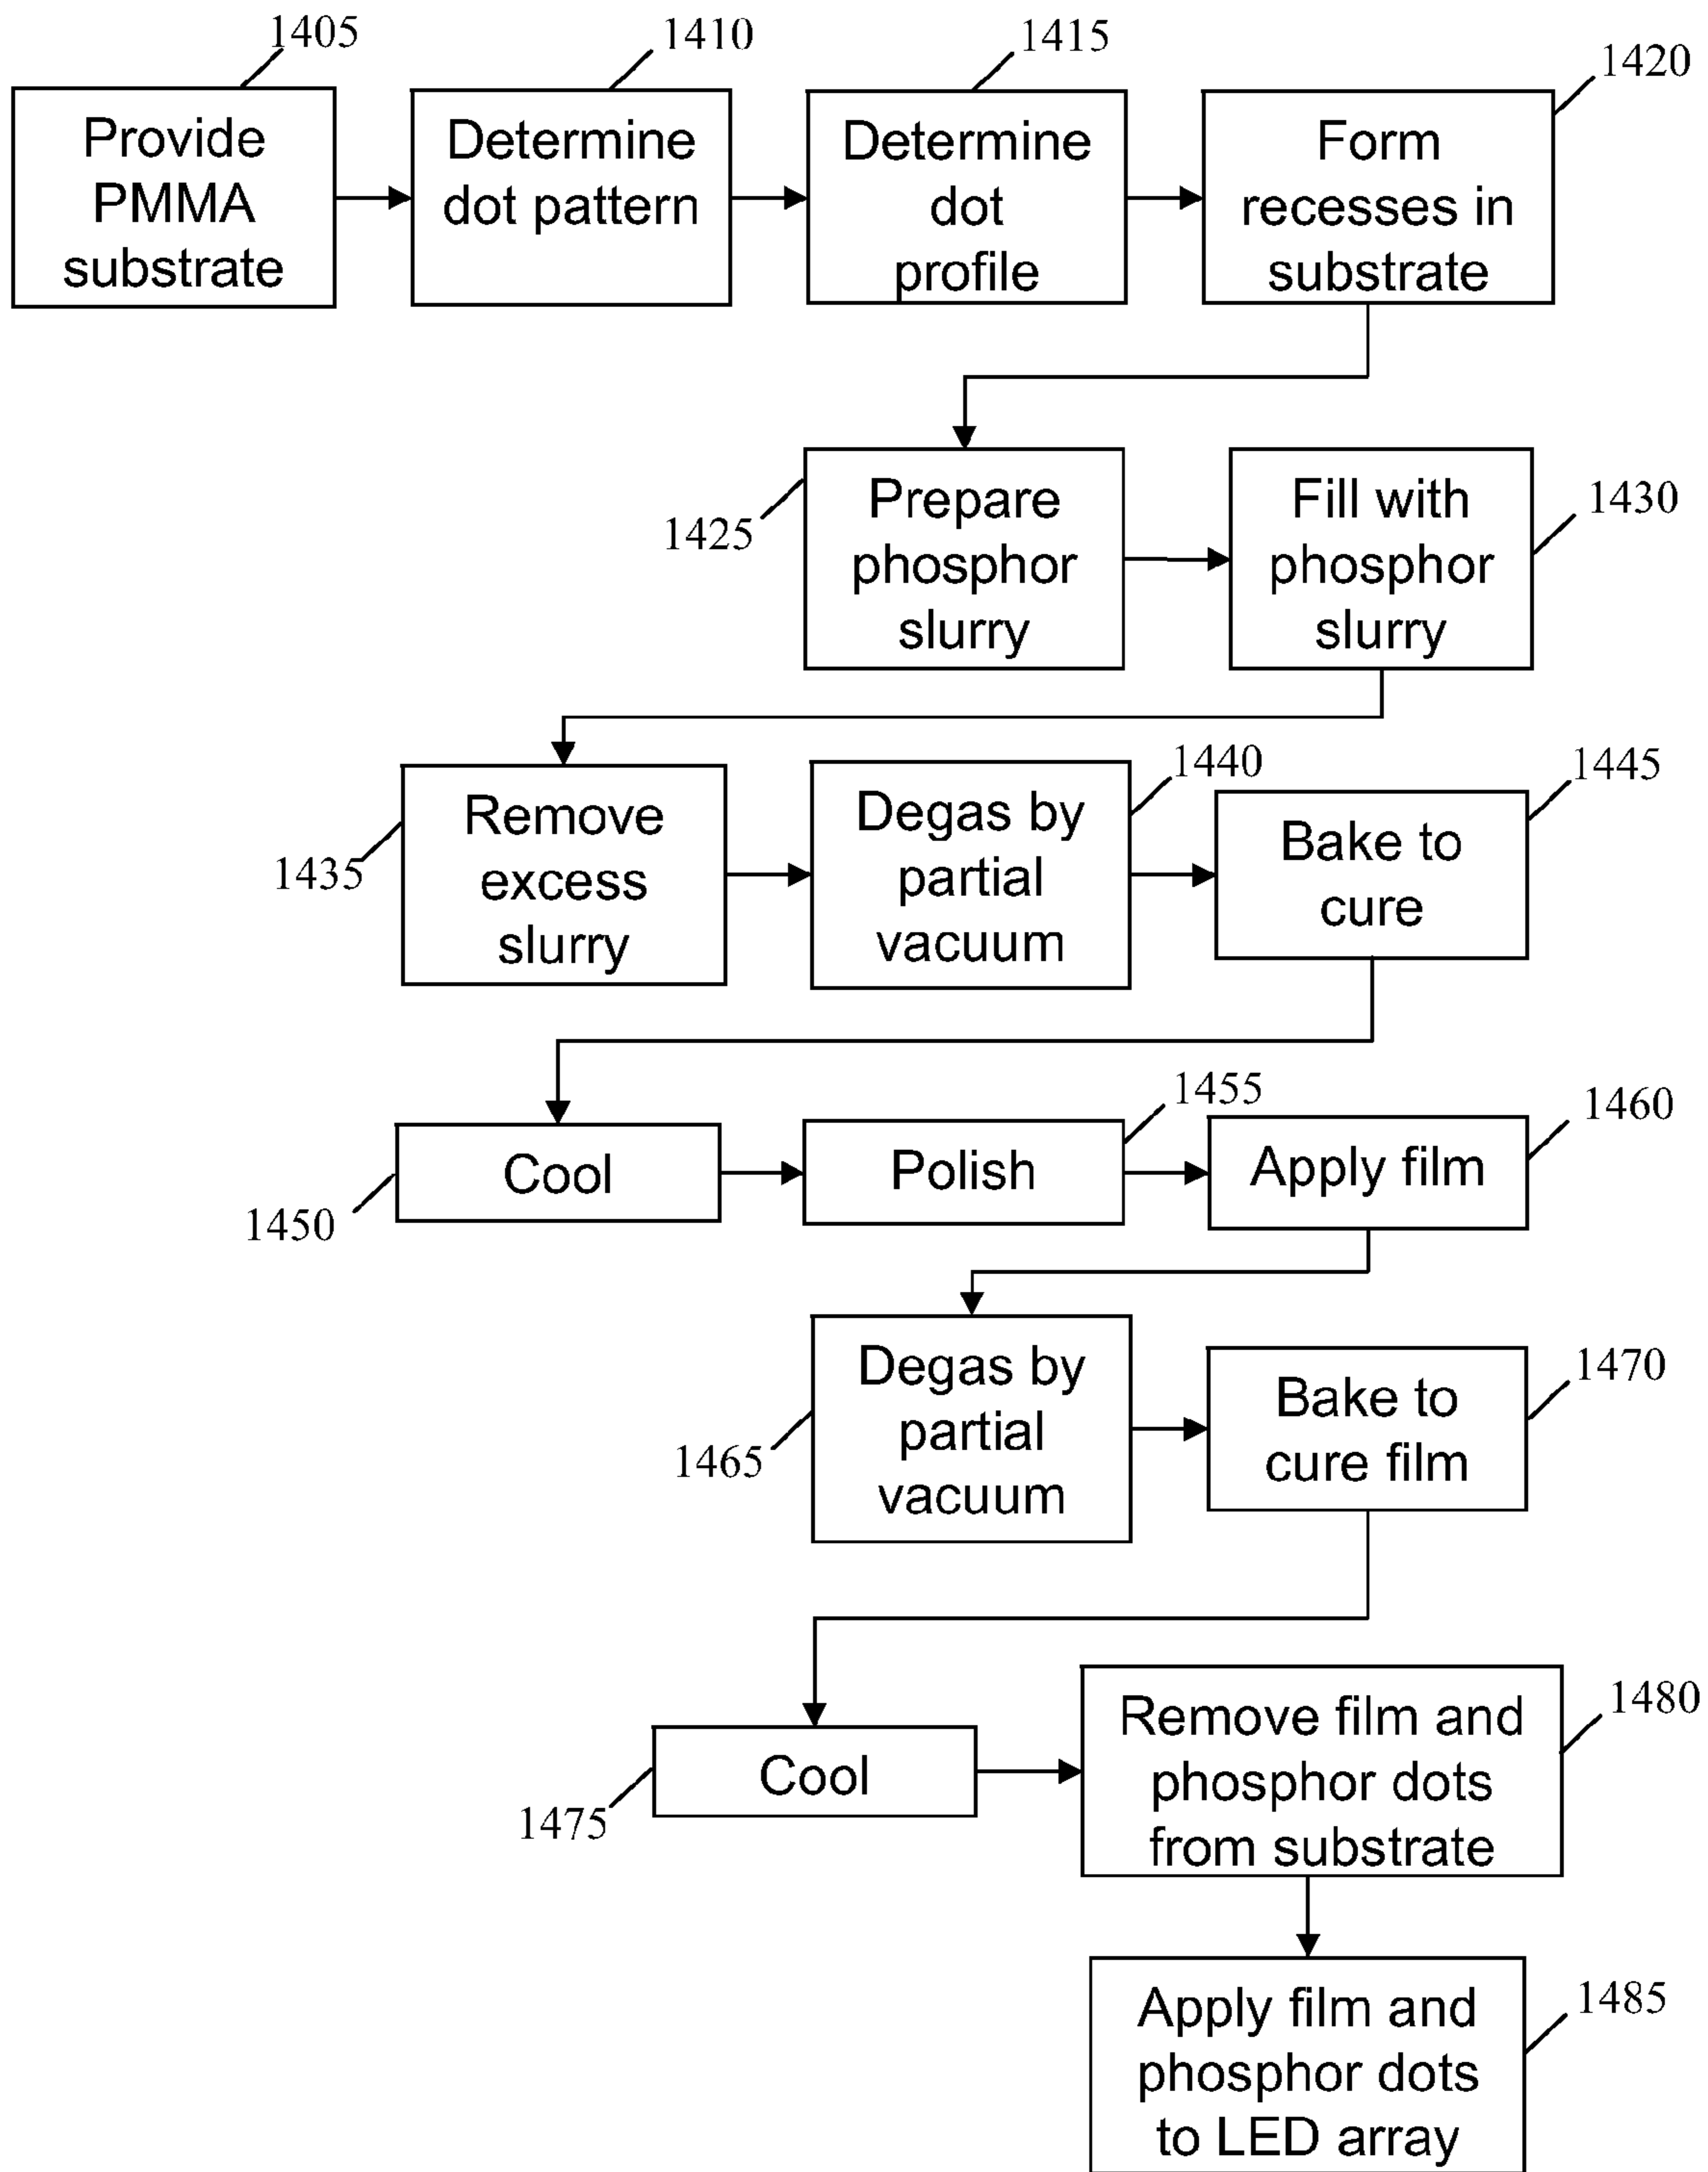 1405
Provide
PMMA
substrate
1410
Determine
dot pattern
1415
Determine
dot
profile
1420
Form
recesses in
substrate
1425
Prepare
phosphor
slurry
1430
Fill with
phosphor
slurry
1435
Remove
excess
slurry
1440
Degas by
partial
vacuum
1445
Bake to
cure
1450
Cool
1455
Polish
1460
Apply film
1465
Degas by
partial
vacuum
1470
Bake to
cure film
1475
Cool
1480
Remove film and
phosphor dots
from substrate
1485
Apply film and
phosphor dots
to LED array